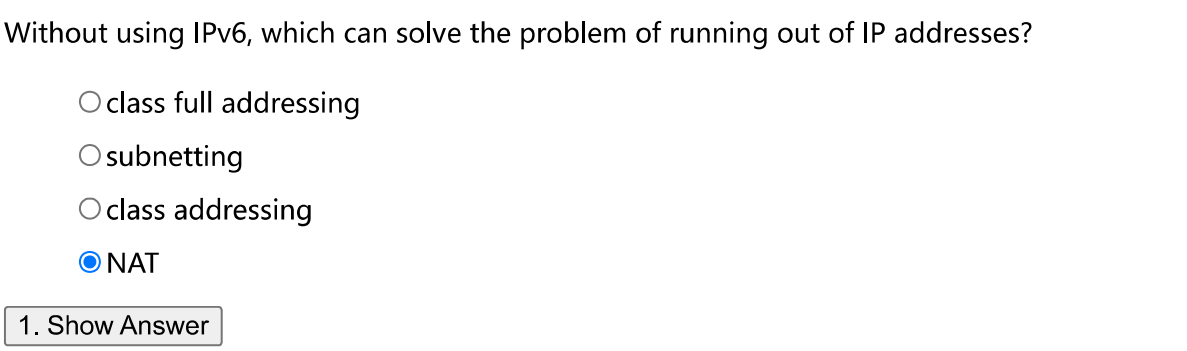 Without using IPv6, which can solve the problem of running out of IP addresses?
class full addressing
subnetting
class addressing
NAT
1. Show Answer